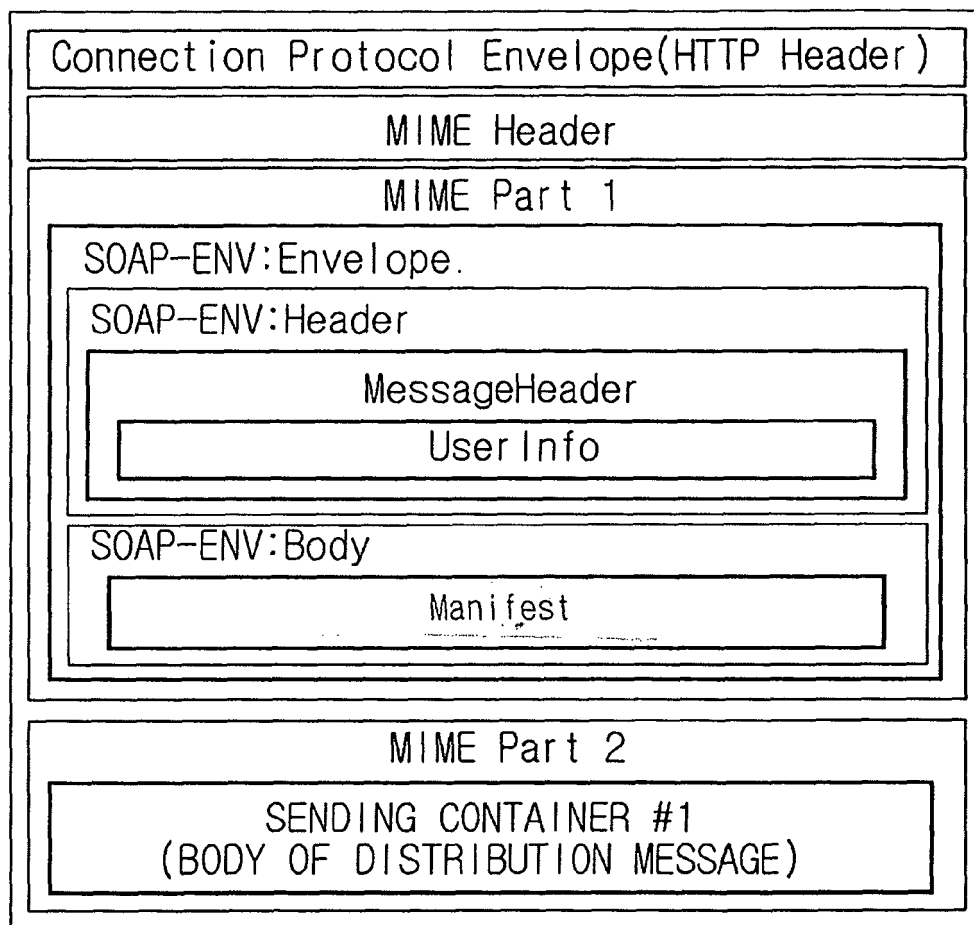 Connection Protocol Envelope(HTTP Header)
MIME Header
MIME Part 1
SOAP-ENV:Envelope.
SOAP-ENV:Header
MessageHeader
UserInfo
SOAP-ENV:Body
Manifest
MIME Part 2
SENDING CONTAINER #1
(BODY OF DISTRIBUTION MESSAGE)